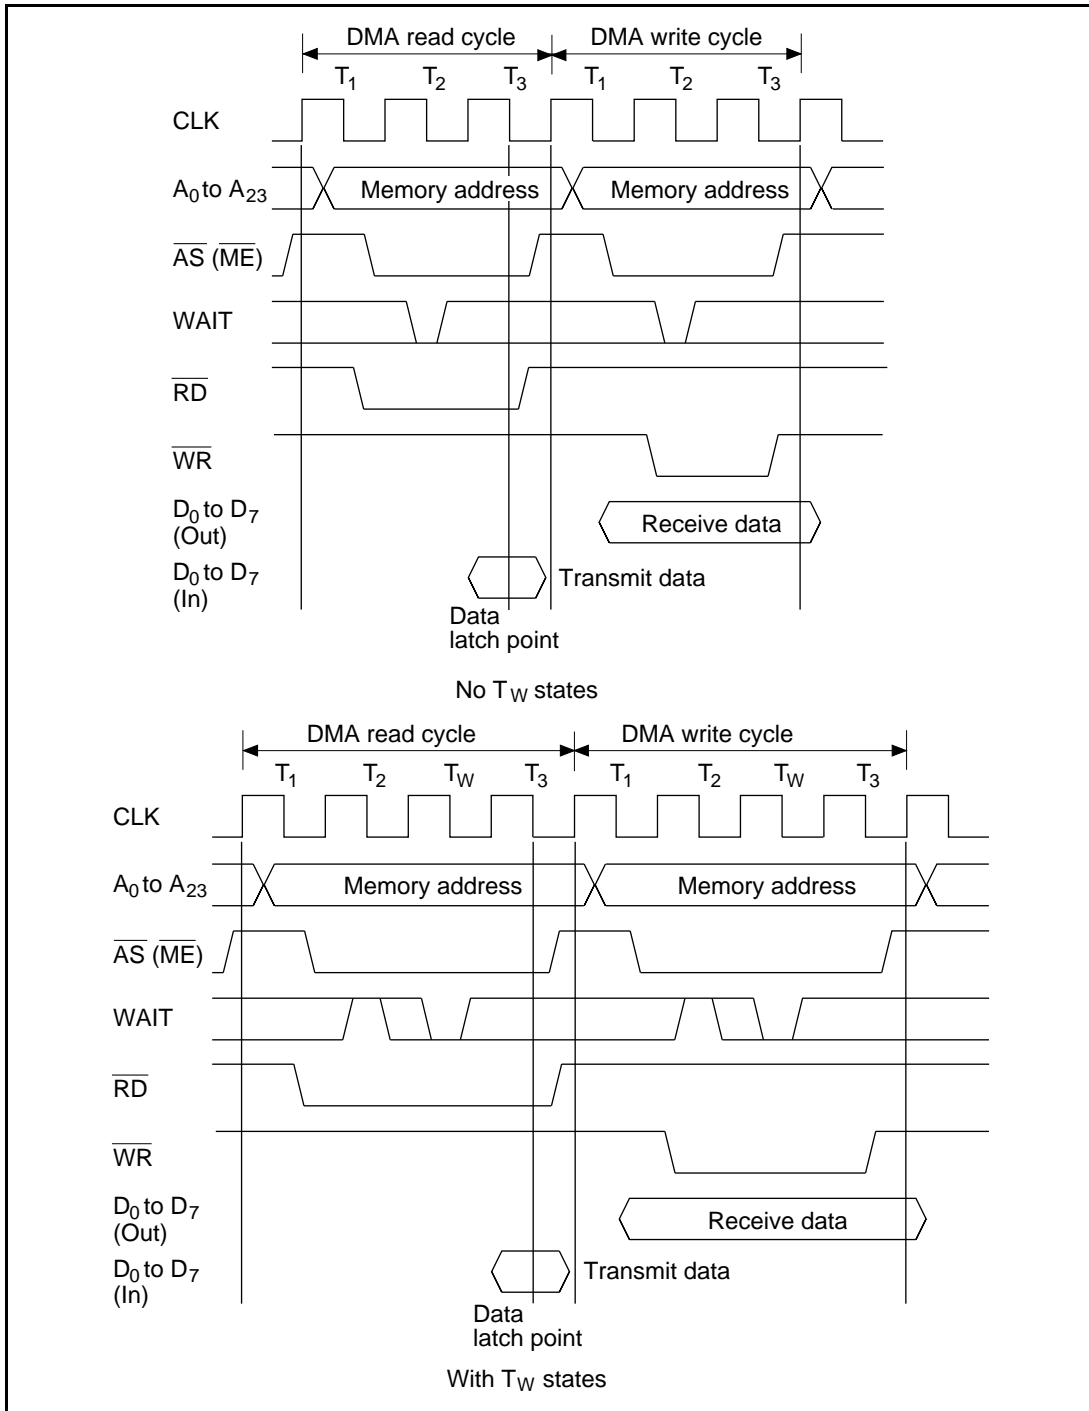 DMA read cycle DMA write cycle
T1 T2 T3 T1 T2 T3
CLK
A0 to A23 Memory address Memory address
AS (ME)
WAIT
RD
WR
D0 to D7 Receive data
(Out)
D0 to D7 Transmit data
(In)
Data
latch point
No TW states
DMA read cycle DMA write cycle
T1 T2 TW T3 T1 T2 TW T3
CLK
A0 to A23 Memory address Memory address
AS (ME)
WAIT
RD
WR
D0 to D7 Receive data
(Out)
D0 to D7 Transmit data
(In)
Data
latch point
With TW states